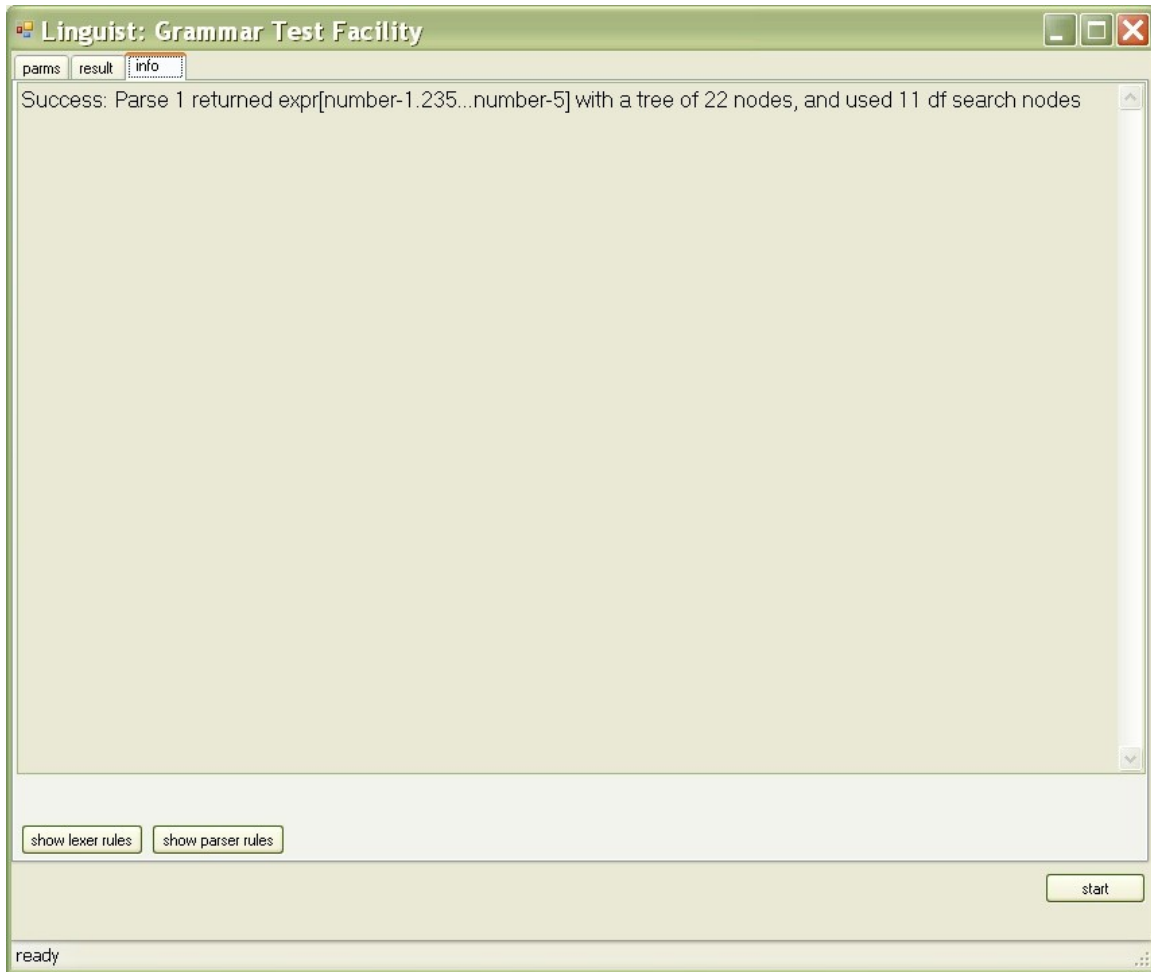 Linguist: Grammar Test Facility
parms result info
Success: Parse 1 returned expr[number-1.235...number-5] with a tree of 22 nodes, and used 11 df search nodes
show lexer rules show parser rules
start
ready